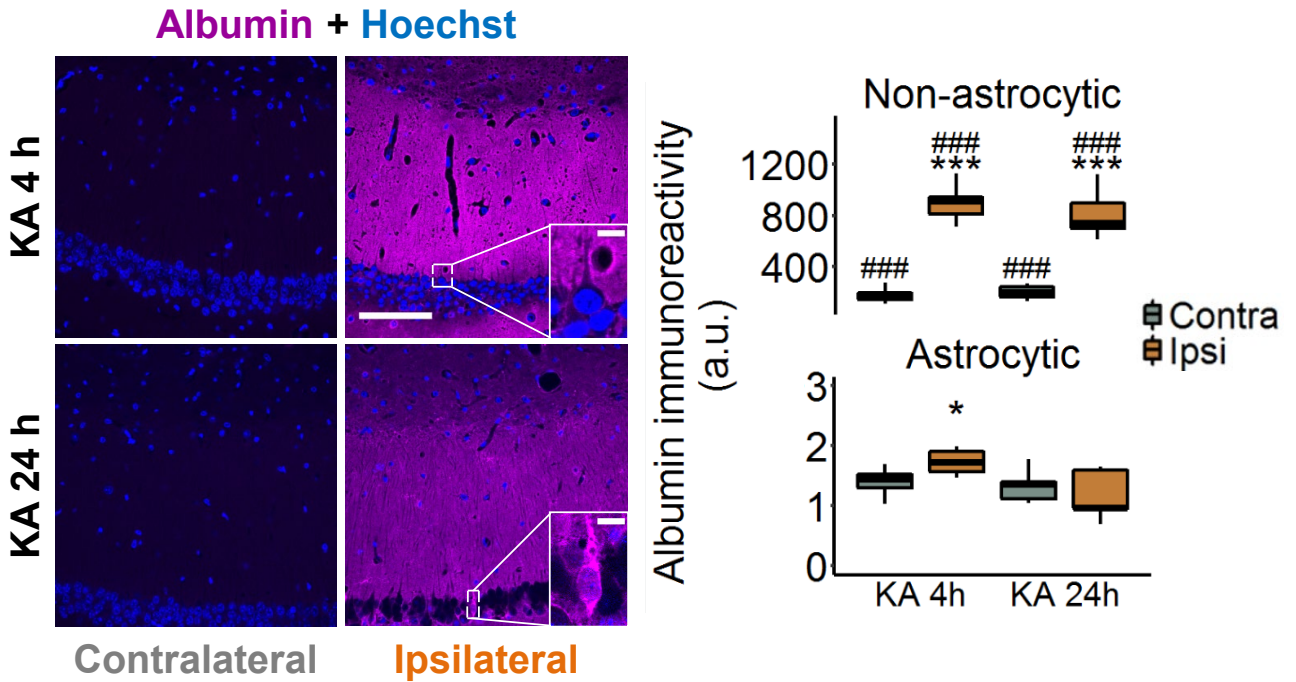 Albumin + Hoechst
KA 4 h
KA 24 h
Contralateral
Ipsilateral
Albumin immunoreactivity
(a.u.)
Non-astrocytic
1200
800
400
###
###
***
###
###
***
Astrocytic
3
2
1
0
*
KA 4h
KA 24h
Contra
Ipsi